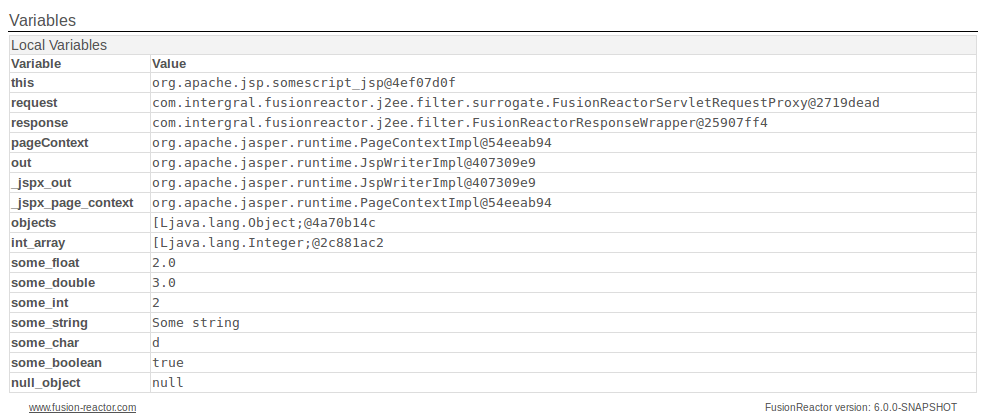 Variables
Local Variables
Variable Value
this org.apache.jsp.somescript_jsp@4ef07d0f
request com.intergral.fusionreactor.j2ee.filter.surrogate.FusionReactorServletRequestProxy@2719dead
response com.intergral.fusionreactor.j2ee.filter.FusionReactorResponseWrapper@25907ff4
pageContext org.apache.jasper.runtime.PageContextImpl@54eeab94
out org.apache.jasper.runtime.JspWriterImpl@407309e9
_jspx_out org.apache.jasper.runtime.JspWriterImpl@407309e9
_jspx_page_context org.apache.jasper.runtime.PageContextImpl@54eeab94
objects [Ljava.lang.Object;@4a70b14c
int_array [Ljava.lang.Integer;@2c881ac2
some_float 2.0
some_double 3.0
some_int 2
some_string Some string
some_char d
some_boolean true
null_object null
www.fusion-reactor.com FusionReactor version: 6.0.0-SNAPSHOT